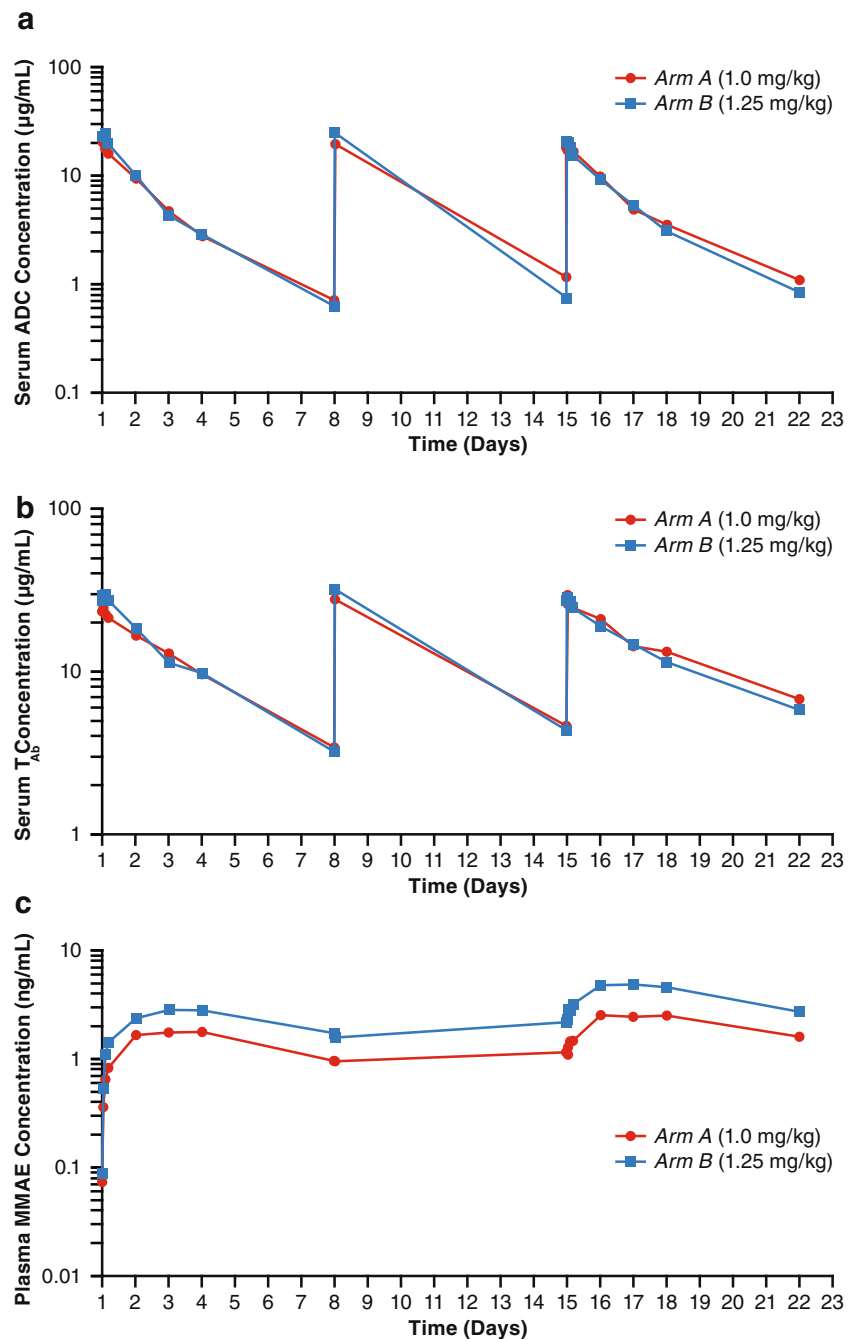 a
Serum ADC Concentration (µg/mL)
100
10
1
0.1
Arm A (1.0 mg/kg)
Arm B (1.25 mg/kg)
1 2 3 4 5 6 7 8 9 10 11 12 13 14 15 16 17 18 19 20 21 22 23
Time (Days)
b
Serum TAb Concentration (µg/mL)
100
10
1
Arm A (1.0 mg/kg)
Arm B (1.25 mg/kg)
1 2 3 4 5 6 7 8 9 10 11 12 13 14 15 16 17 18 19 20 21 22 23
Time (Days)
c
Plasma MMAE Concentration (ng/mL)
10
1
0.1
0.01
Arm A (1.0 mg/kg)
Arm B (1.25 mg/kg)
1 2 3 4 5 6 7 8 9 10 11 12 13 14 15 16 17 18 19 20 21 22 23
Time (Days)